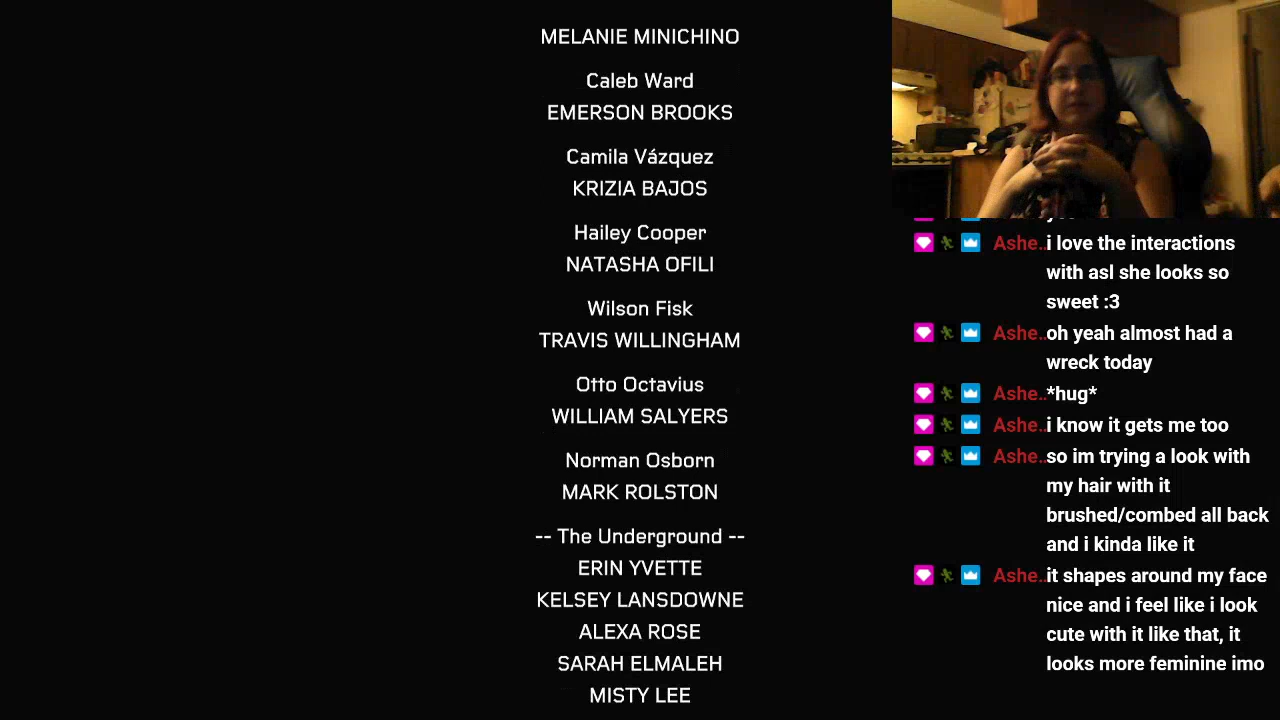 MELANIE MINICHINO
Caleb Ward
EMERSON BROOKS
Camila Vázquez
KRIZIA BAJOS
Hailey Cooper
NATASHA OFILI
Wilson Fisk
TRAVIS WILLINGHAM
Otto Octavius
WILLIAM SALYERS
Norman Osborn
MARK ROLSTON
-- The Underground --
ERIN YVETTE
KELSEY LANSDOWNE
ALEXA ROSE
SARAH ELMALEH
MISTY LEE
Ashe.. i love the interactions
with asl she looks so
sweet :3
Ashe.. oh yeah almost had a
wreck today
Ashe.. *hug*
Ashe.. i know it gets me too
Ashe.. so im trying a look with
my hair with it
brushed/combed all back
and i kinda like it
Ashe.. it shapes around my face
nice and i feel like i look
cute with it like that, it
looks more feminine imo